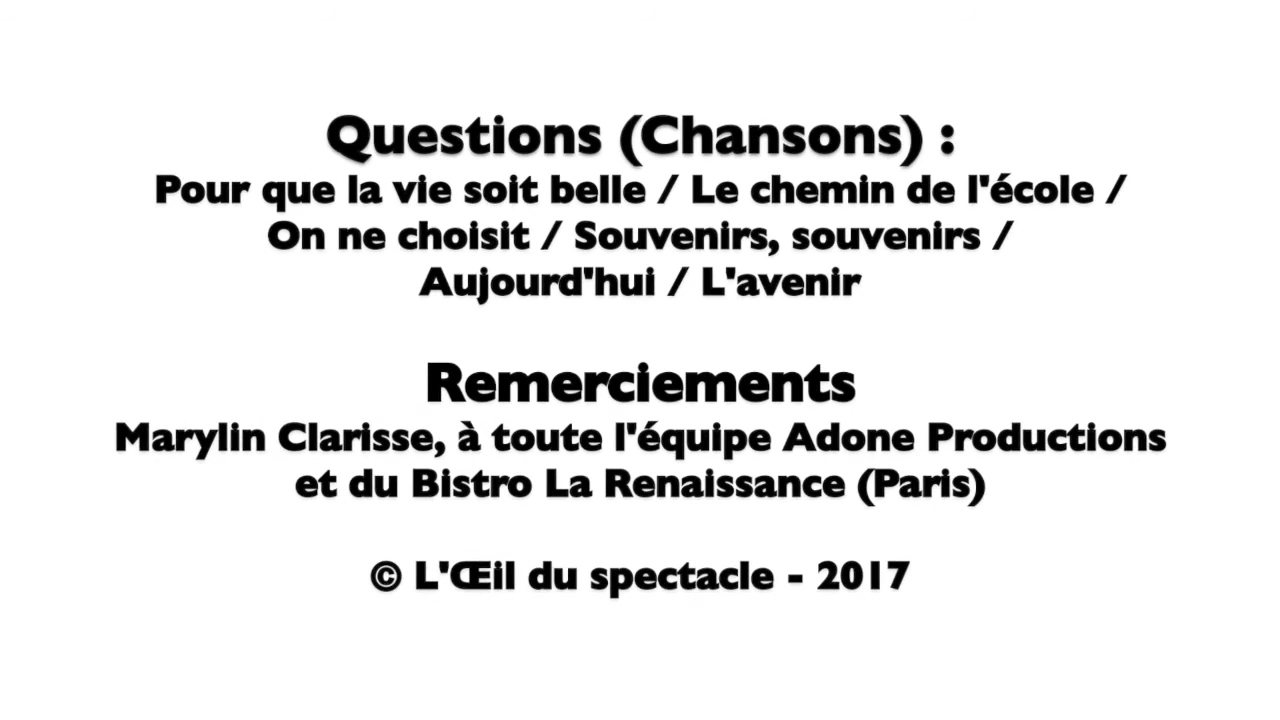 Questions (Chansons) :
Pour que la vie soit belle / Le chemin de l'école /
On ne choisit / Souvenirs, souvenirs /
Aujourd'hui / L'avenir
Remerciements
Marylin Clarisse, à toute l'équipe Adone Productions
et du Bistro La Renaissance (Paris)
© L'Œil du spectacle - 2017